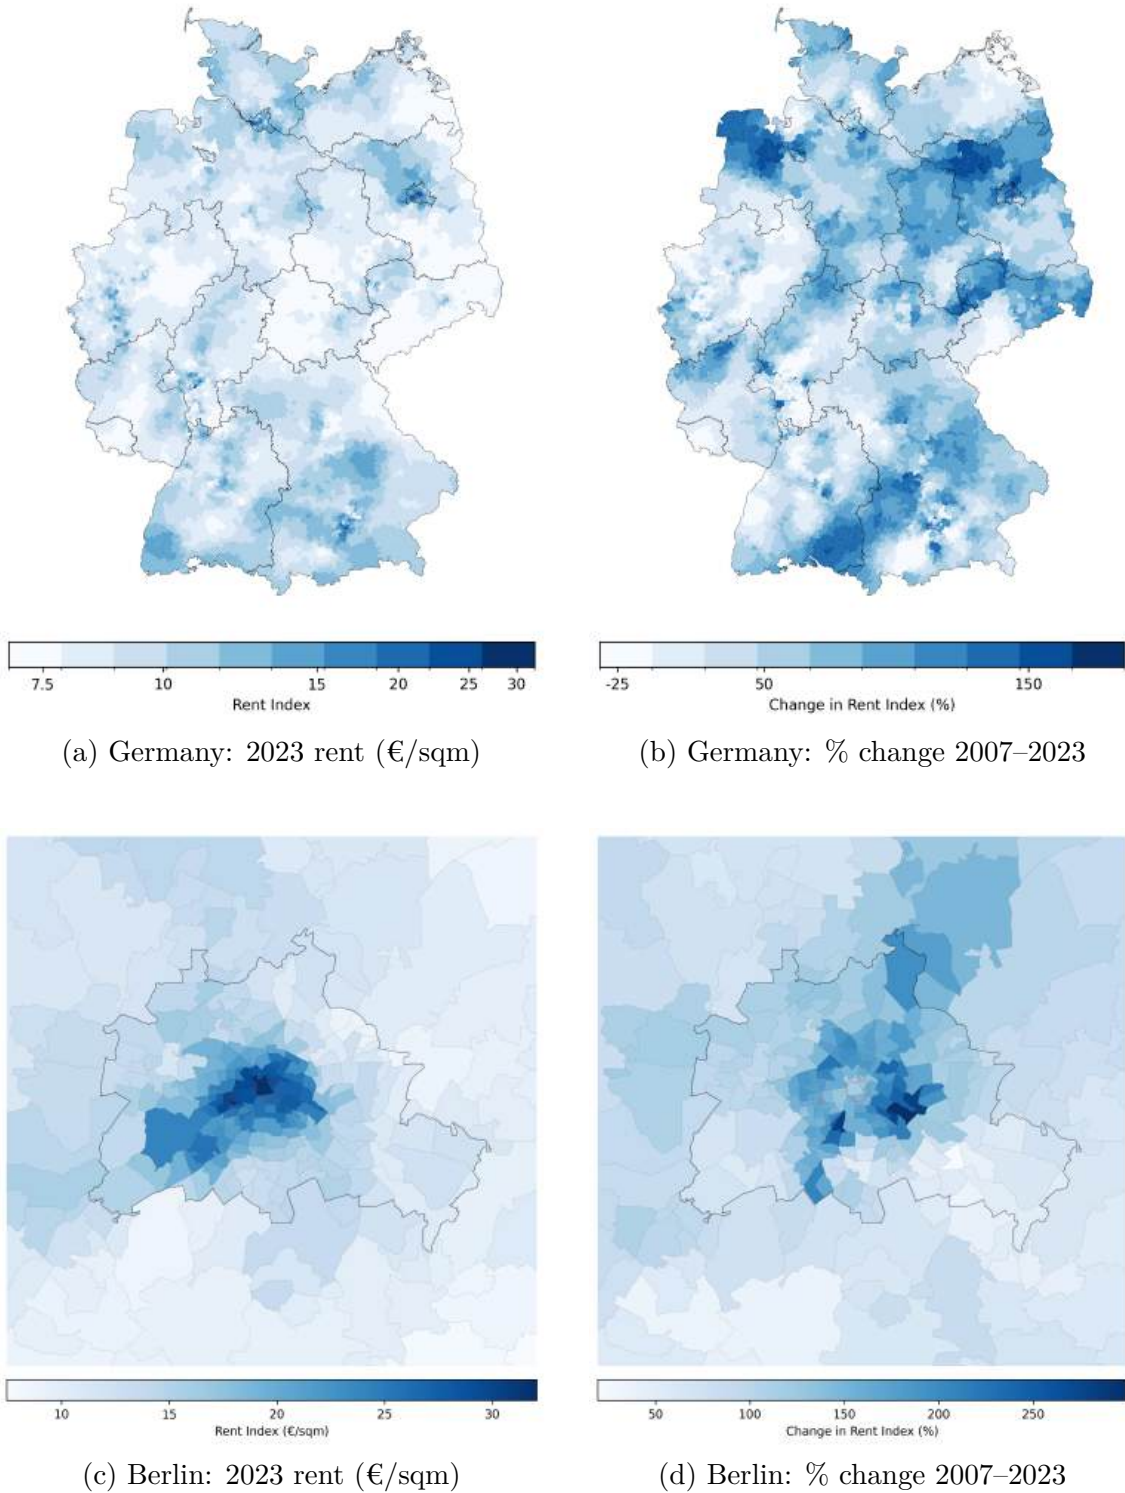 7.5 10 15 20 25 30
Rent Index
-25 50 150
Change in Rent Index (%)
(a) Germany: 2023 rent (€/sqm)
(b) Germany: % change 2007–2023
10 15 20 25 30
Rent Index (€/sqm)
50 100 150 200 250
Change in Rent Index (%)
(c) Berlin: 2023 rent (€/sqm)
(d) Berlin: % change 2007–2023